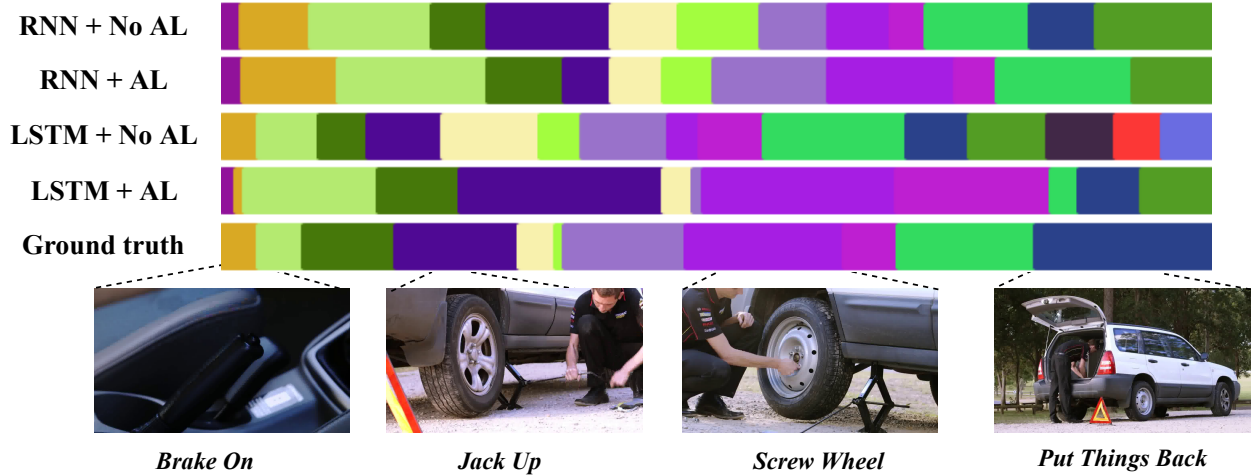 RNN + No AL
RNN + AL
LSTM + No AL
LSTM + AL
Ground truth
Brake On
Jack Up
Screw Wheel
Put Things Back